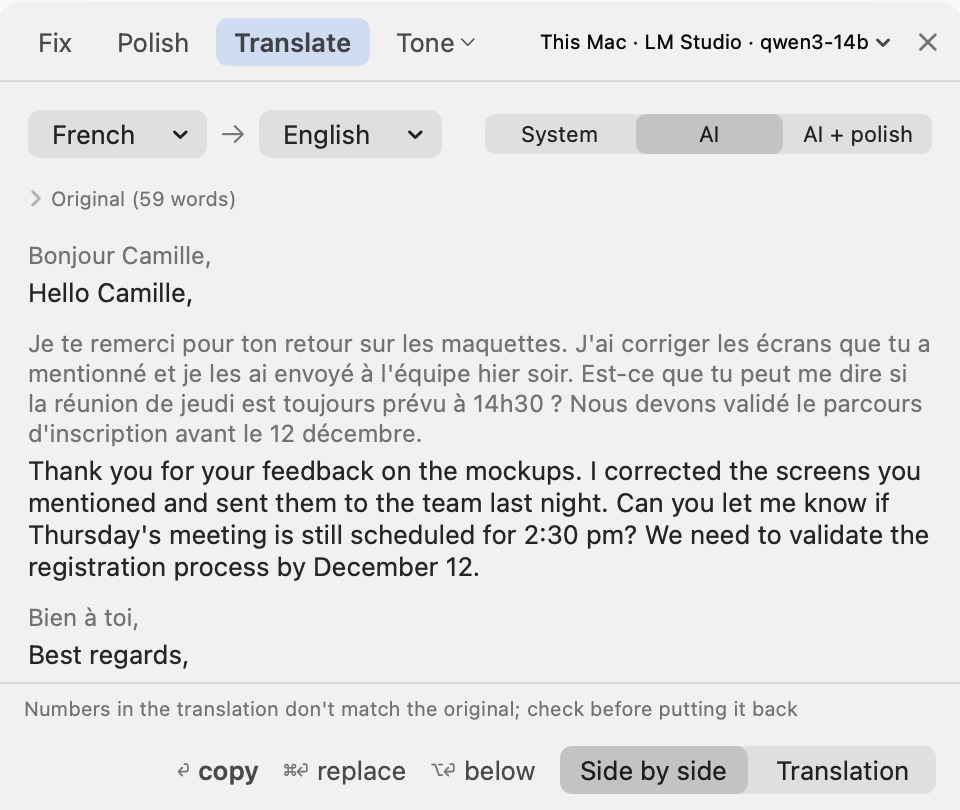 Fix Polish Translate Tone This Mac · LM Studio · qwen3-14b
French → English System AI AI + polish
Original (59 words)
Bonjour Camille,
Hello Camille,
Je te remerci pour ton retour sur les maquettes. J'ai corriger les écrans que tu a
mentionné et je les ai envoyé à l'équipe hier soir. Est-ce que tu peut me dire si
la réunion de jeudi est toujours prévu à 14h30 ? Nous devons validé le parcours
d'inscription avant le 12 décembre.
Thank you for your feedback on the mockups. I corrected the screens you
mentioned and sent them to the team last night. Can you let me know if
Thursday's meeting is still scheduled for 2:30 pm? We need to validate the
registration process by December 12.
Bien à toi,
Best regards,
Numbers in the translation don't match the original; check before putting it back
⏎ copy ⌘⏎ replace ⌥⏎ below Side by side Translation